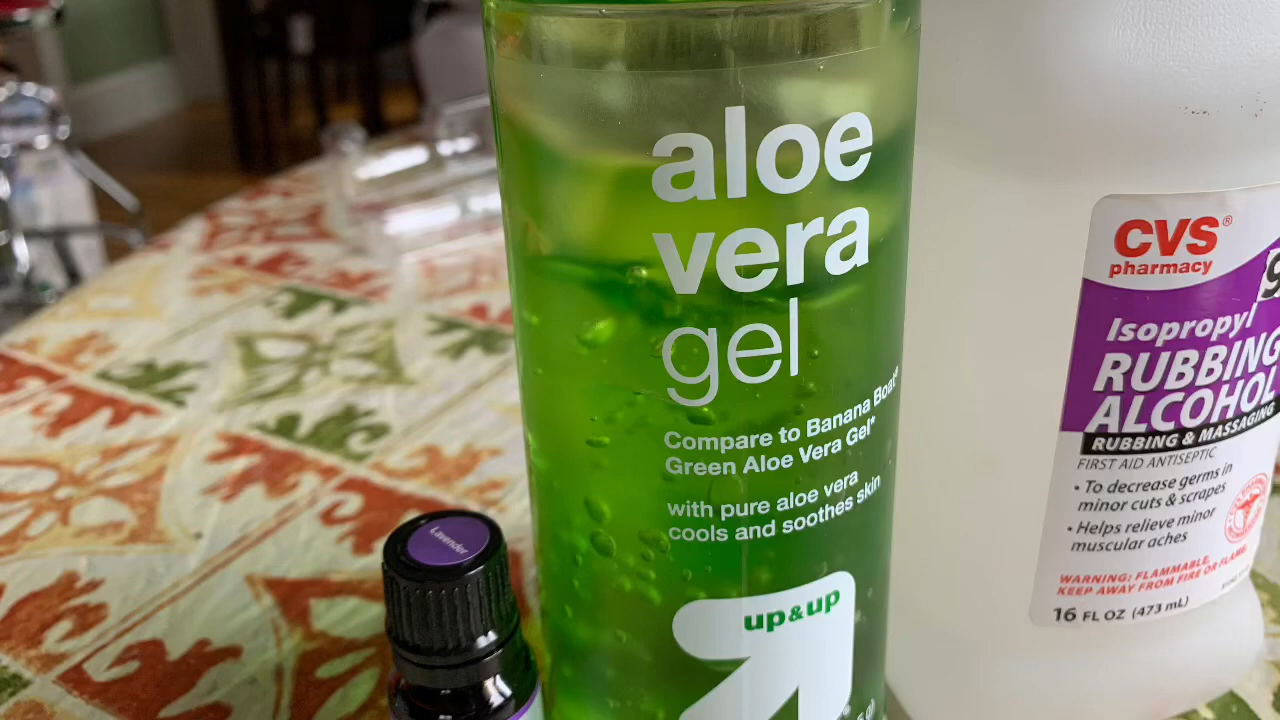 Lavender
aloe
vera
gel
Compare to Banana Boat®
Green Aloe Vera Gel*
with pure aloe vera
cools and soothes skin
up&up
CVS®
pharmacy
9
Isopropyl
RUBBING
ALCOHOL
RUBBING & MASSAGING
FIRST AID ANTISEPTIC
• To decrease germs in
minor cuts & scrapes
• Helps relieve minor
muscular aches
WARNING: FLAMMABLE,
KEEP AWAY FROM FIRE OR FLAME
16 FL OZ (473 mL)